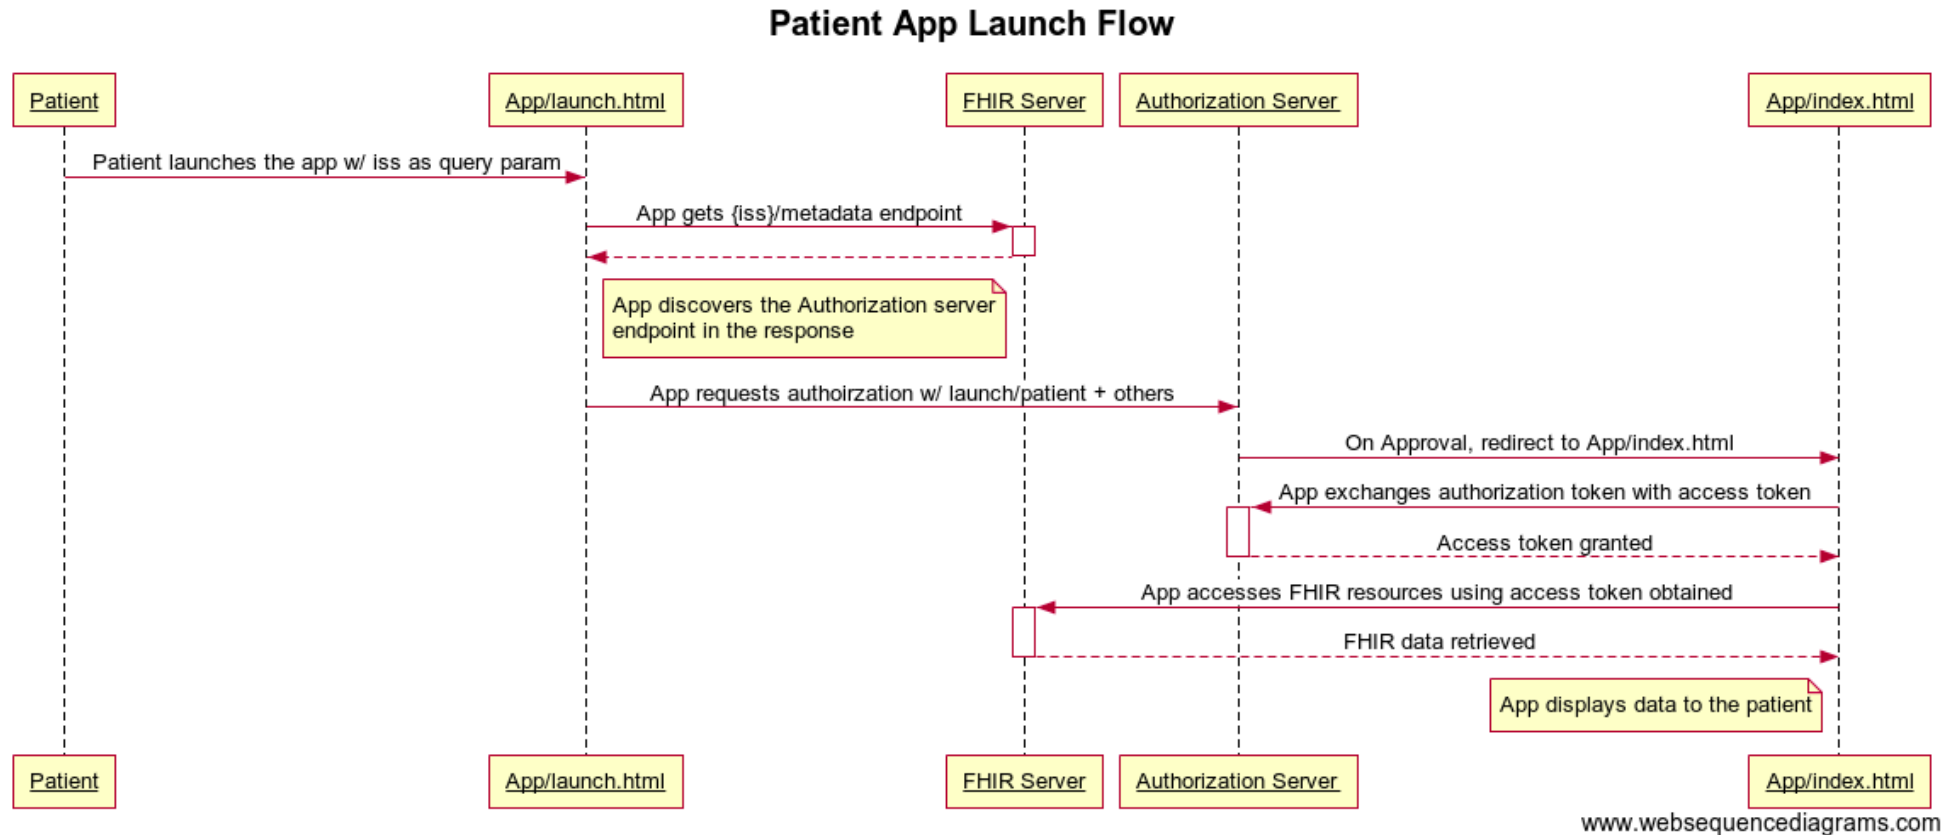 Patient App Launch Flow
Patient
App/launch.html
FHIR Server
Authorization Server
App/index.html
Patient launches the app w/ iss as query param
App gets {iss}/metadata endpoint
App discovers the Authorization server
endpoint in the response
App requests authoirzation w/ launch/patient + others
On Approval, redirect to App/index.html
App exchanges authorization token with access token
Access token granted
App accesses FHIR resources using access token obtained
FHIR data retrieved
App displays data to the patient
Patient
App/launch.html
FHIR Server
Authorization Server
App/index.html
www.websequencediagrams.com